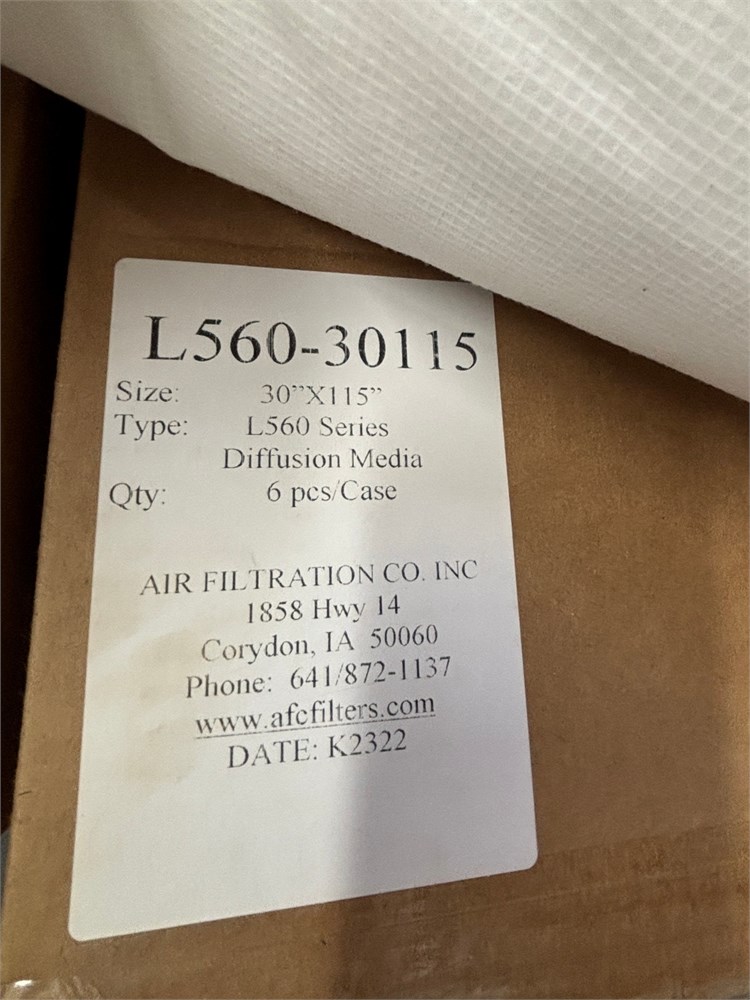 L560-30115
Size: 30”X115”
Type: L560 Series
Diffusion Media
Qty: 6 pcs/Case
AIR FILTRATION CO. INC
1858 Hwy 14
Corydon, IA 50060
Phone: 641/872-1137
www.afcfilters.com
DATE: K2322